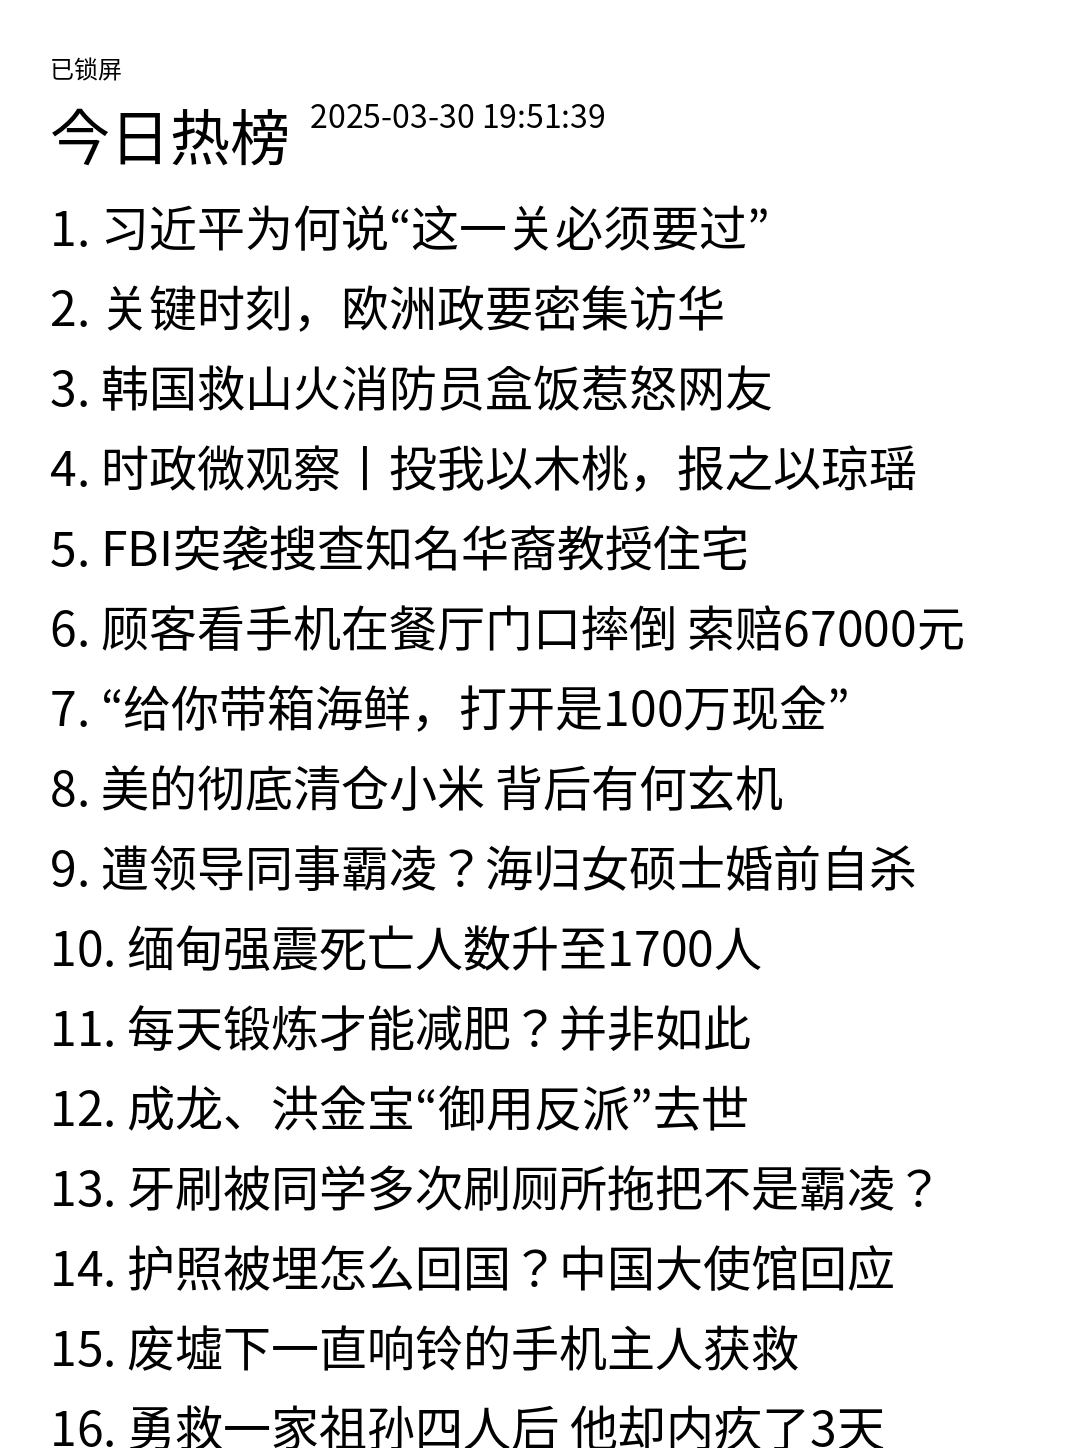 已锁屏
今日热榜 2025-03-30 19:51:39
1. 习近平为何说“这一关必须要过”
2. 关键时刻，欧洲政要密集访华
3. 韩国救山火消防员盒饭惹怒网友
4. 时政微观察丨投我以木桃，报之以琼瑶
5. FBI突袭搜查知名华裔教授住宅
6. 顾客看手机在餐厅门口摔倒 索赔67000元
7. “给你带箱海鲜，打开是100万现金”
8. 美的彻底清仓小米 背后有何玄机
9. 遭领导同事霸凌？海归女硕士婚前自杀
10. 缅甸强震死亡人数升至1700人
11. 每天锻炼才能减肥？并非如此
12. 成龙、洪金宝“御用反派”去世
13. 牙刷被同学多次刷厕所拖把不是霸凌？
14. 护照被埋怎么回国？中国大使馆回应
15. 废墟下一直响铃的手机主人获救
16. 勇救一家祖孙四人后 他却内疚了3天